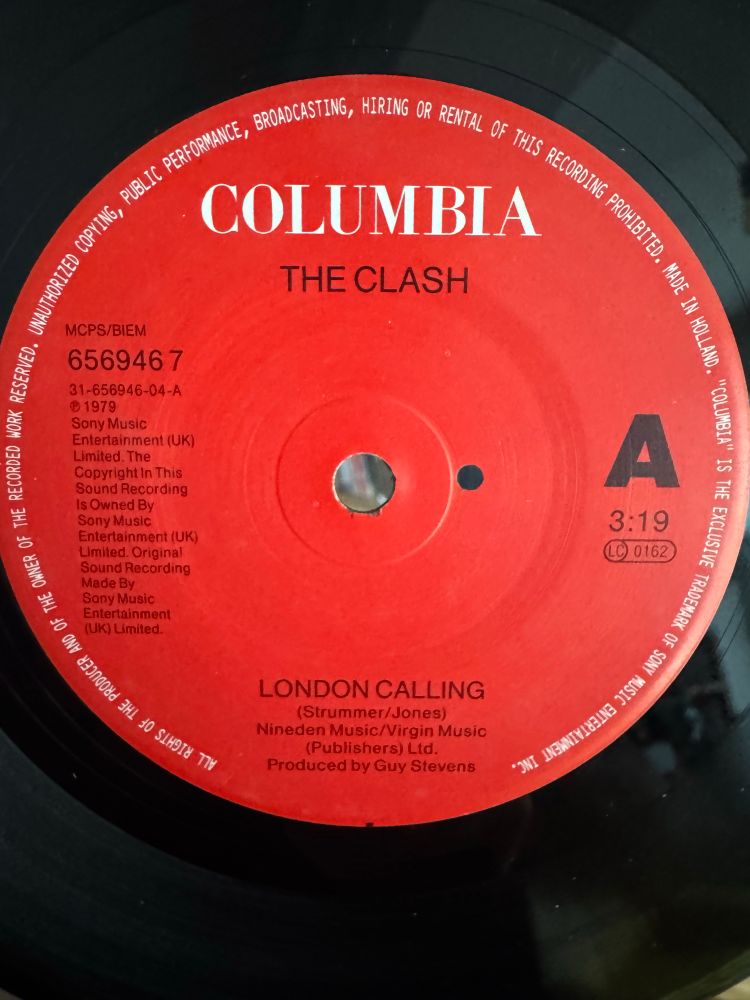 ALL RIGHTS OF THE PRODUCER AND OF THE OWNER OF THE RECORDED WORK RESERVED. UNAUTHORIZED COPYING, PUBLIC PERFORMANCE, BROADCASTING, HIRING OR RENTAL OF THIS RECORDING PROHIBITED. MADE IN HOLLAND. "COLUMBIA" IS THE EXCLUSIVE TRADEMARK OF SONY MUSIC ENTERTAINMENT INC.
COLUMBIA
THE CLASH
MCPS/BIEM
656946 7
31-656946-04-A
℗ 1979
Sony Music
Entertainment (UK)
Limited. The
Copyright In This
Sound Recording
Is Owned By
Sony Music
Entertainment (UK)
Limited. Original
Sound Recording
Made By
Sony Music
Entertainment
(UK) Limited.
A
3:19
LC 0162
LONDON CALLING
(Strummer/Jones)
Nineden Music/Virgin Music
(Publishers) Ltd.
Produced by Guy Stevens